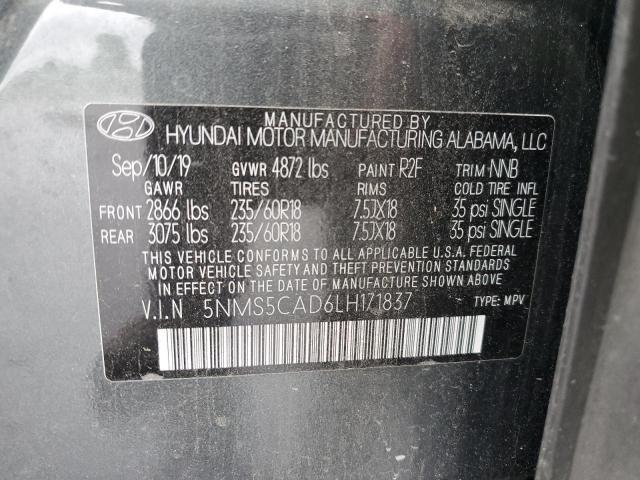 MANUFACTURED BY
HYUNDAI MOTOR MANUFACTURING ALABAMA, LLC
Sep/10/19 GVWR 4872 lbs PAINT R2F TRIM NNB
GAWR TIRES RIMS COLD TIRE INFL
FRONT 2866 lbs 235/60R18 7.5JX18 35 psi SINGLE
REAR 3075 lbs 235/60R18 7.5JX18 35 psi SINGLE
THIS VEHICLE CONFORMS TO ALL APPLICABLE U.S.A. FEDERAL
MOTOR VEHICLE SAFETY AND THEFT PREVENTION STANDARDS
IN EFFECT ON THE DATE OF MANUFACTURE SHOWN ABOVE
V.I.N 5NMS5CAD6LH171837 TYPE: MPV